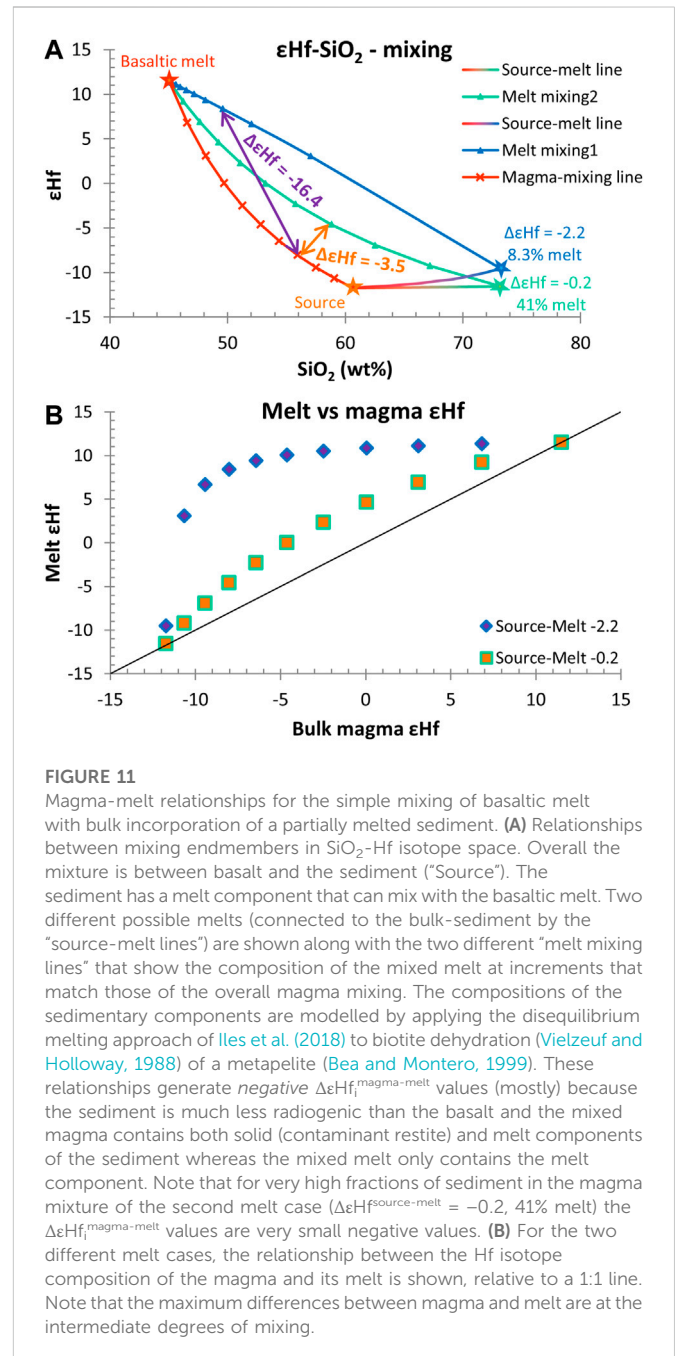 A
εHf-SiO₂ - mixing
Basaltic melt
Source-melt line
Melt mixing2
Source-melt line
Melt mixing1
Magma-mixing line
ΔεHf = -16.4
ΔεHf = -3.5
ΔεHf = -2.2
8.3% melt
ΔεHf = -0.2
41% melt
Source
εHf
15
10
5
0
-5
-10
-15
40 50 60 70 80
SiO₂ (wt%)
B
Melt vs magma εHf
Melt εHf
15
10
5
0
-5
-10
-15
Source-Melt -2.2
Source-Melt -0.2
-15 -10 -5 0 5 10 15
Bulk magma εHf
FIGURE 11
Magma-melt relationships for the simple mixing of basaltic melt
with bulk incorporation of a partially melted sediment. (A) Relationships
between mixing endmembers in SiO₂-Hf isotope space. Overall the
mixture is between basalt and the sediment (“Source”). The
sediment has a melt component that can mix with the basaltic melt. Two
different possible melts (connected to the bulk-sediment by the
“source-melt lines”) are shown along with the two different “melt mixing
lines” that show the composition of the mixed melt at increments that
match those of the overall magma mixing. The compositions of the
sedimentary components are modelled by applying the disequilibrium
melting approach of Iles et al. (2018) to biotite dehydration (Vielzeuf and
Holloway, 1988) of a metapelite (Bea and Montero, 1999). These
relationships generate negative ΔεHfᵢᵐᵃᵍᵐᵃ⁻ᵐᵉˡᵗ values (mostly) because
the sediment is much less radiogenic than the basalt and the mixed
magma contains both solid (contaminant restite) and melt components
of the sediment whereas the mixed melt only contains the melt
component. Note that for very high fractions of sediment in the magma
mixture of the second melt case (ΔεHfˢᵒᵘʳᶜᵉ⁻ᵐᵉˡᵗ = −0.2, 41% melt) the
ΔεHfᵢᵐᵃᵍᵐᵃ⁻ᵐᵉˡᵗ values are very small negative values. (B) For the two
different melt cases, the relationship between the Hf isotope
composition of the magma and its melt is shown, relative to a 1:1 line.
Note that the maximum differences between magma and melt are at the
intermediate degrees of mixing.